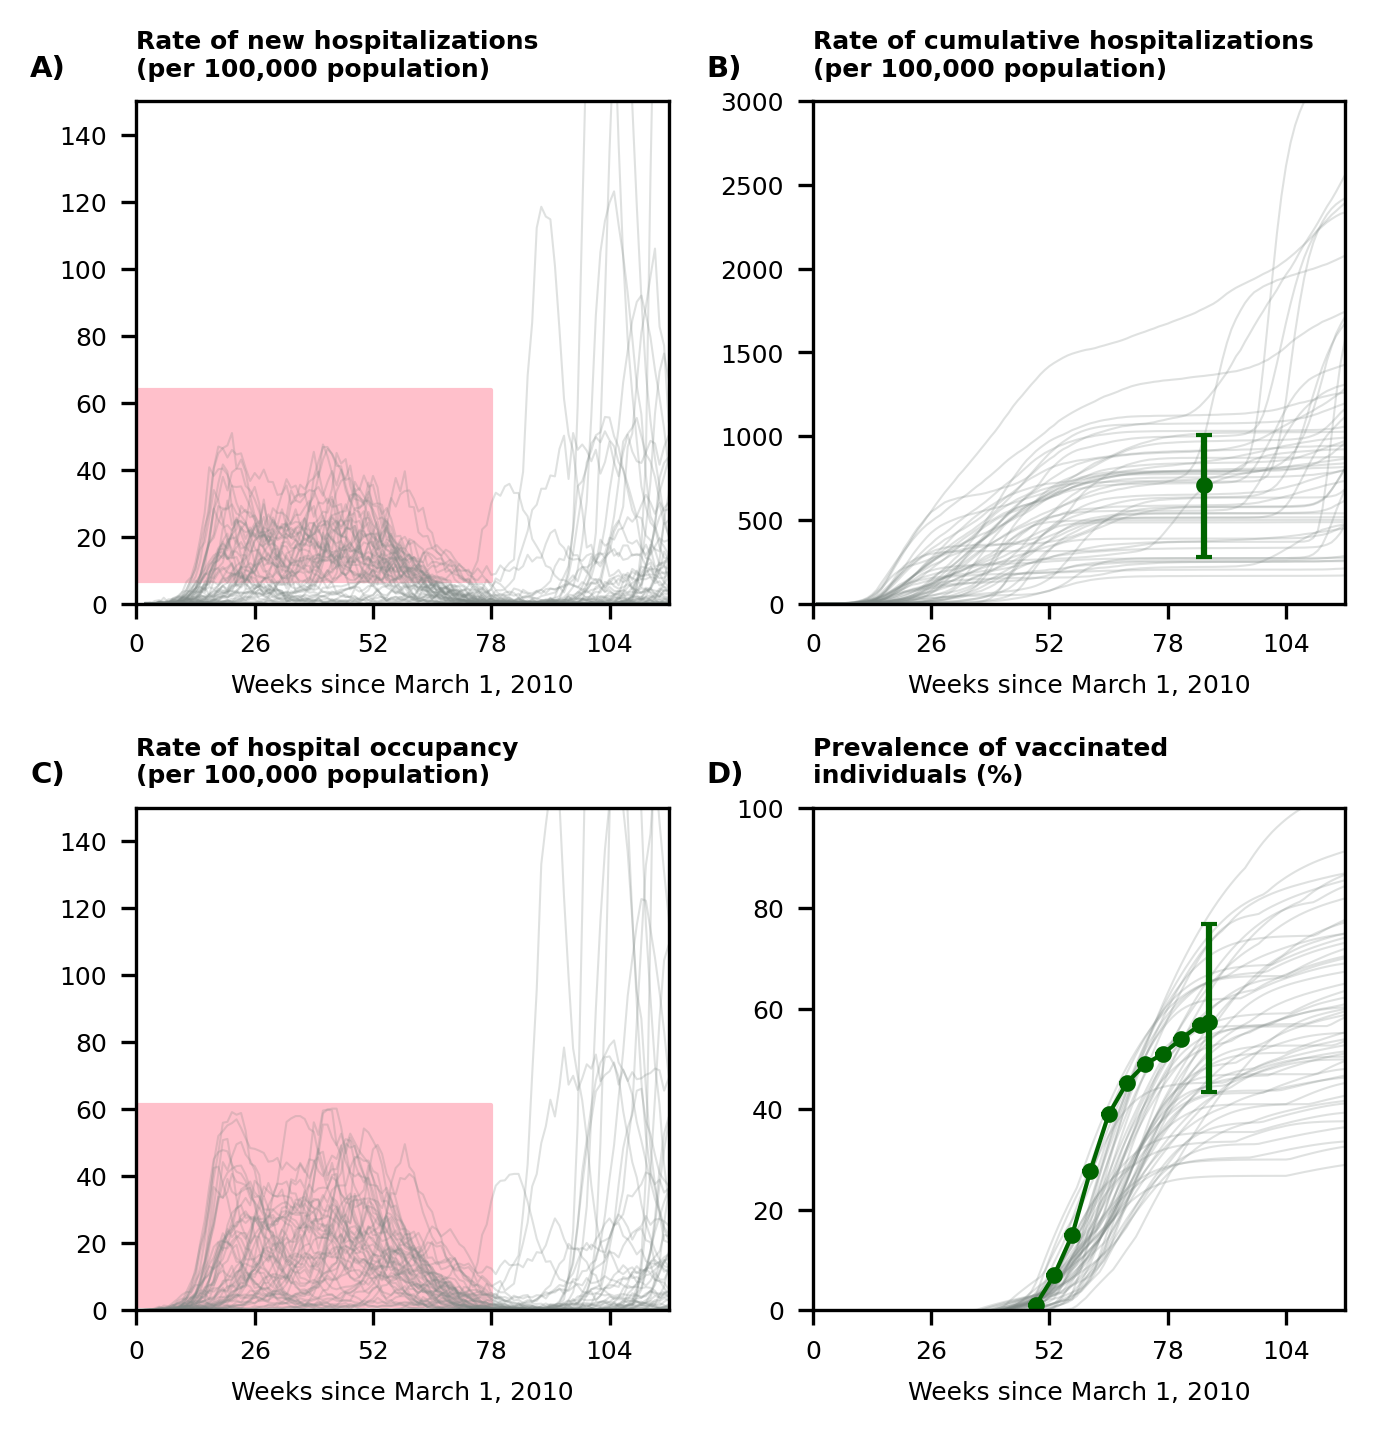 A)
Rate of new hospitalizations
(per 100,000 population)
140
120
100
80
60
40
20
0
0 26 52 78 104
Weeks since March 1, 2010
B)
Rate of cumulative hospitalizations
(per 100,000 population)
3000
2500
2000
1500
1000
500
0
0 26 52 78 104
Weeks since March 1, 2010
C)
Rate of hospital occupancy
(per 100,000 population)
140
120
100
80
60
40
20
0
0 26 52 78 104
Weeks since March 1, 2010
D)
Prevalence of vaccinated
individuals (%)
100
80
60
40
20
0
0 26 52 78 104
Weeks since March 1, 2010